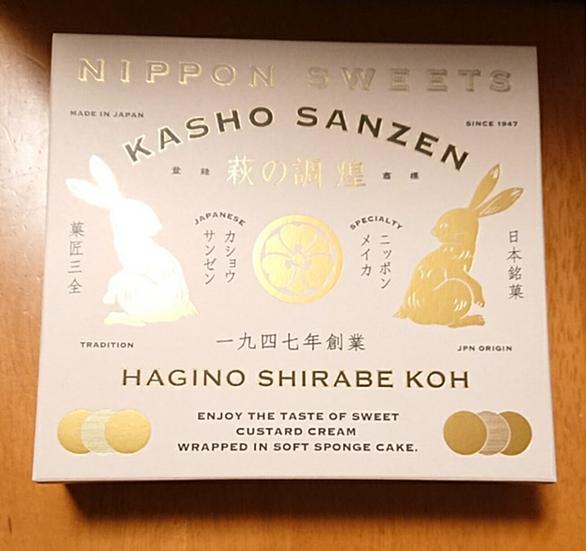 NIPPON SWEETS
MADE IN JAPAN
SINCE 1947
KASHO SANZEN
登録 萩の調 煌 商標
JAPANESE
SPECIALTY
菓匠三全
カショウ
サンゼン
ニッポン
メイカ
日本銘菓
TRADITION
一九四七年創業
JPN ORIGIN
HAGINO SHIRABE KOH
ENJOY THE TASTE OF SWEET
CUSTARD CREAM
WRAPPED IN SOFT SPONGE CAKE.